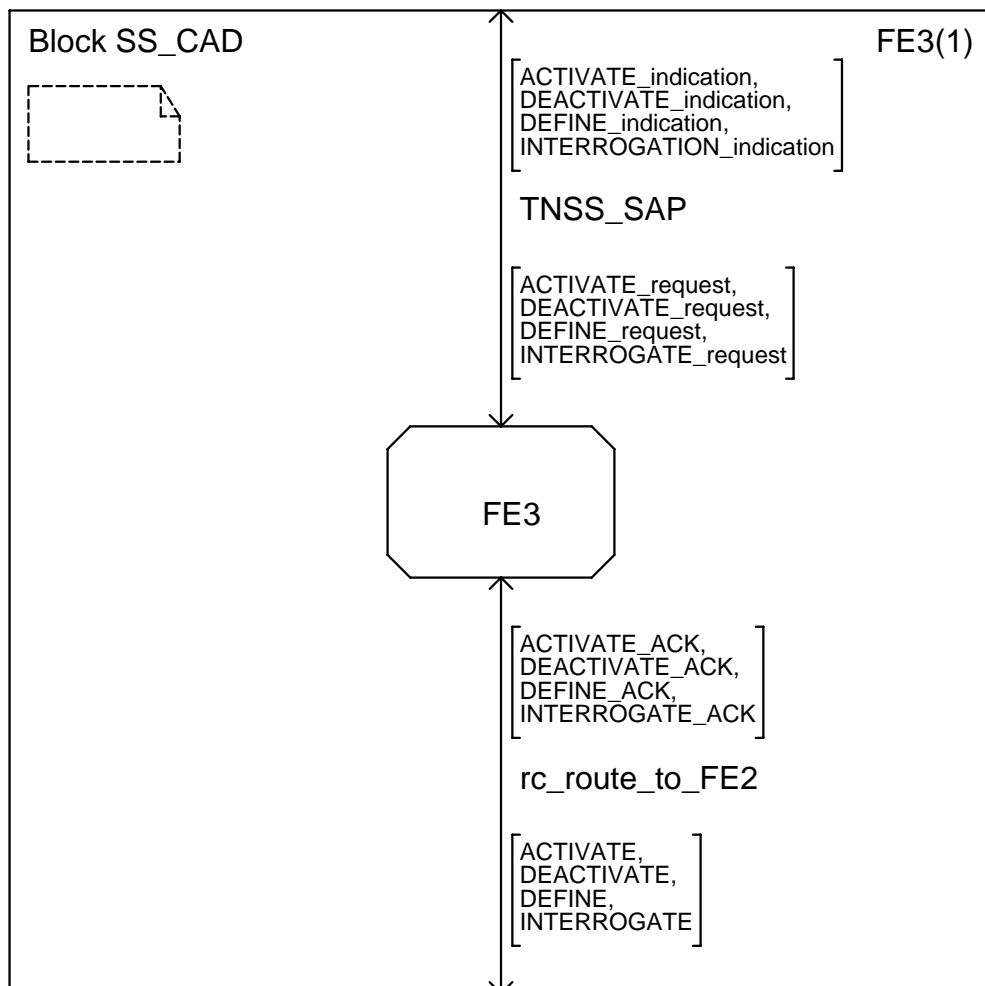 Block SS_CAD
FE3(1)
ACTIVATE_indication,
DEACTIVATE_indication,
DEFINE_indication,
INTERROGATION_indication
TNSS_SAP
ACTIVATE_request,
DEACTIVATE_request,
DEFINE_request,
INTERROGATE_request
FE3
ACTIVATE_ACK,
DEACTIVATE_ACK,
DEFINE_ACK,
INTERROGATE_ACK
rc_route_to_FE2
ACTIVATE,
DEACTIVATE,
DEFINE,
INTERROGATE